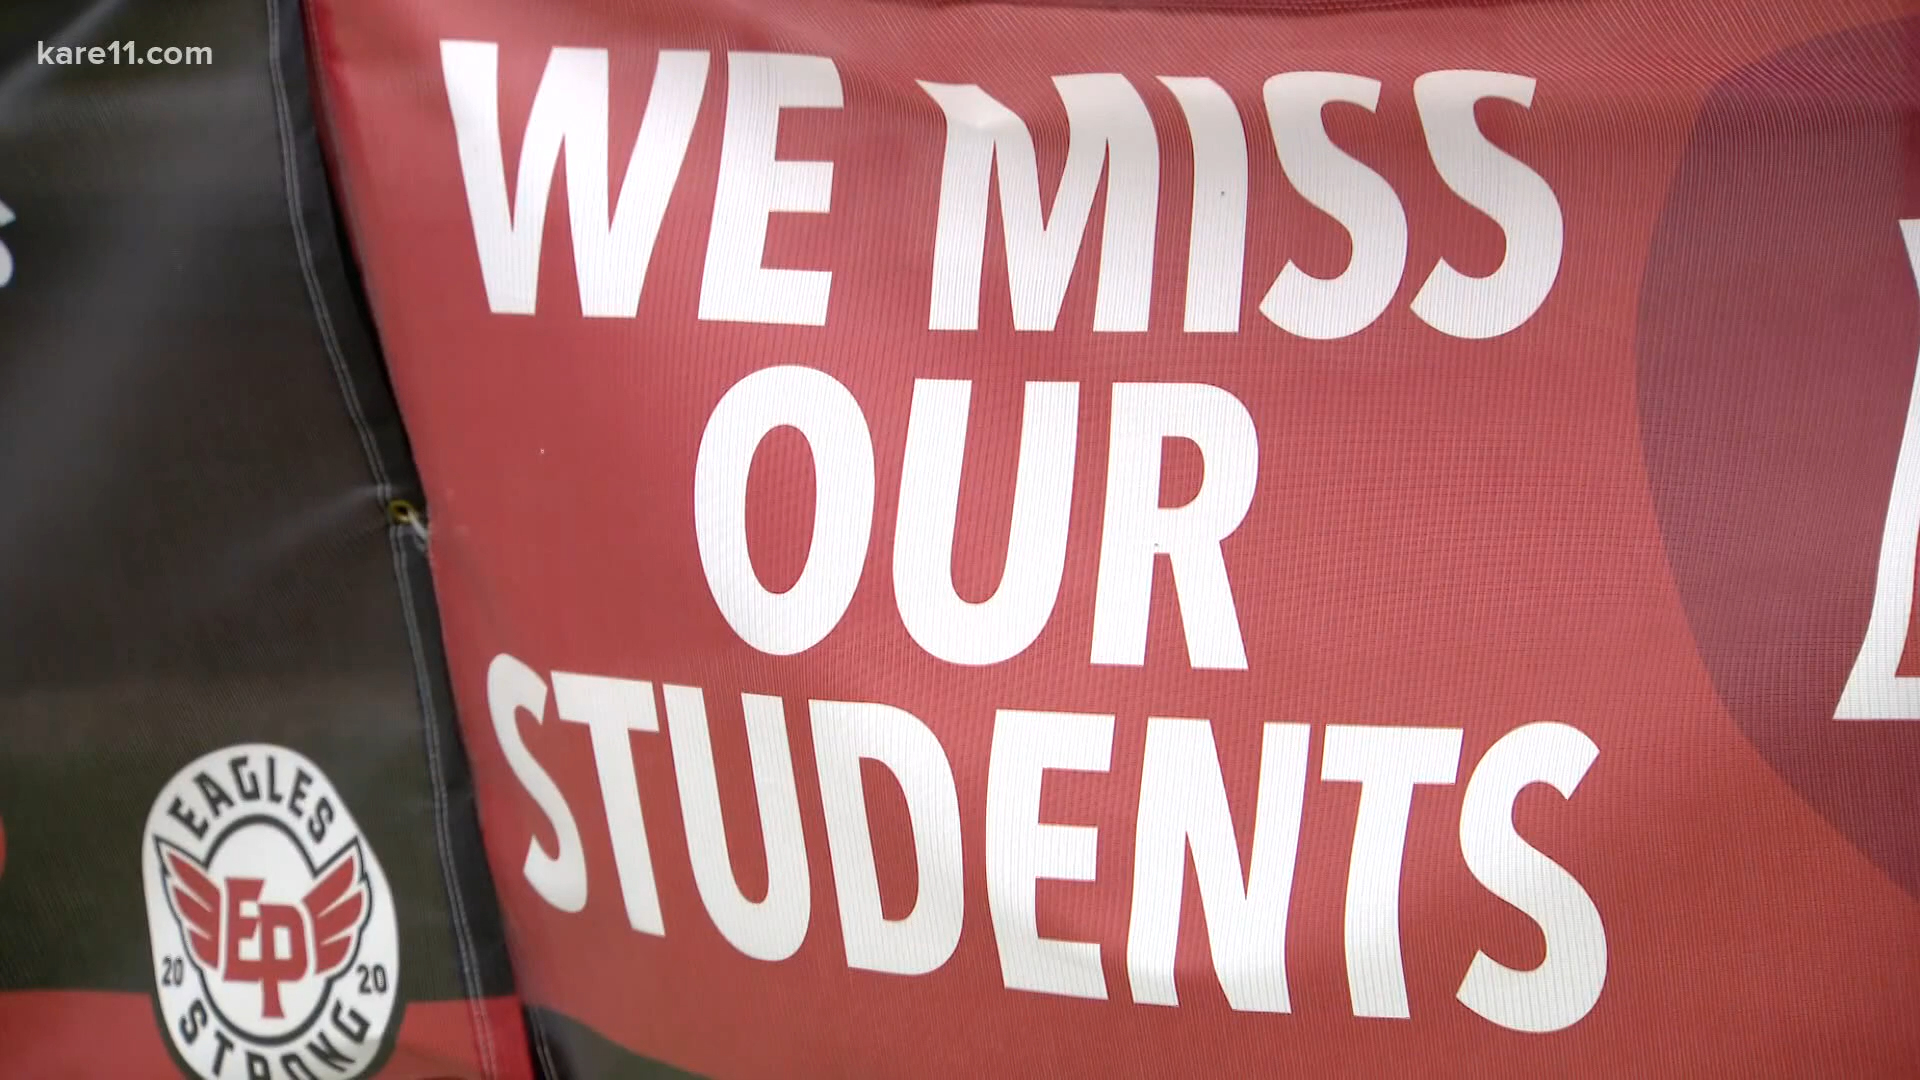 kare11.com
WE MISS
OUR
STUDENTS
EAGLES
EP
20 20
STRONG